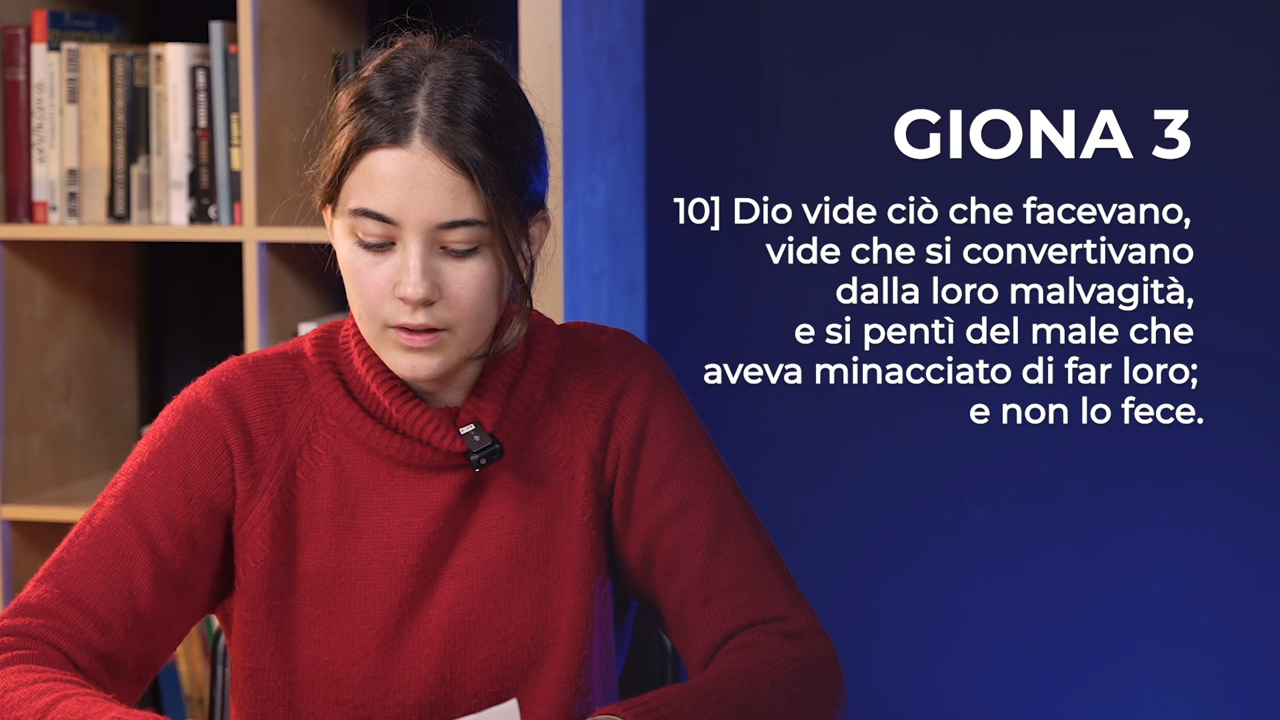 GIONA 3
10] Dio vide ciò che facevano,
vide che si convertivano
dalla loro malvagità,
e si pentì del male che
aveva minacciato di far loro;
e non lo fece.